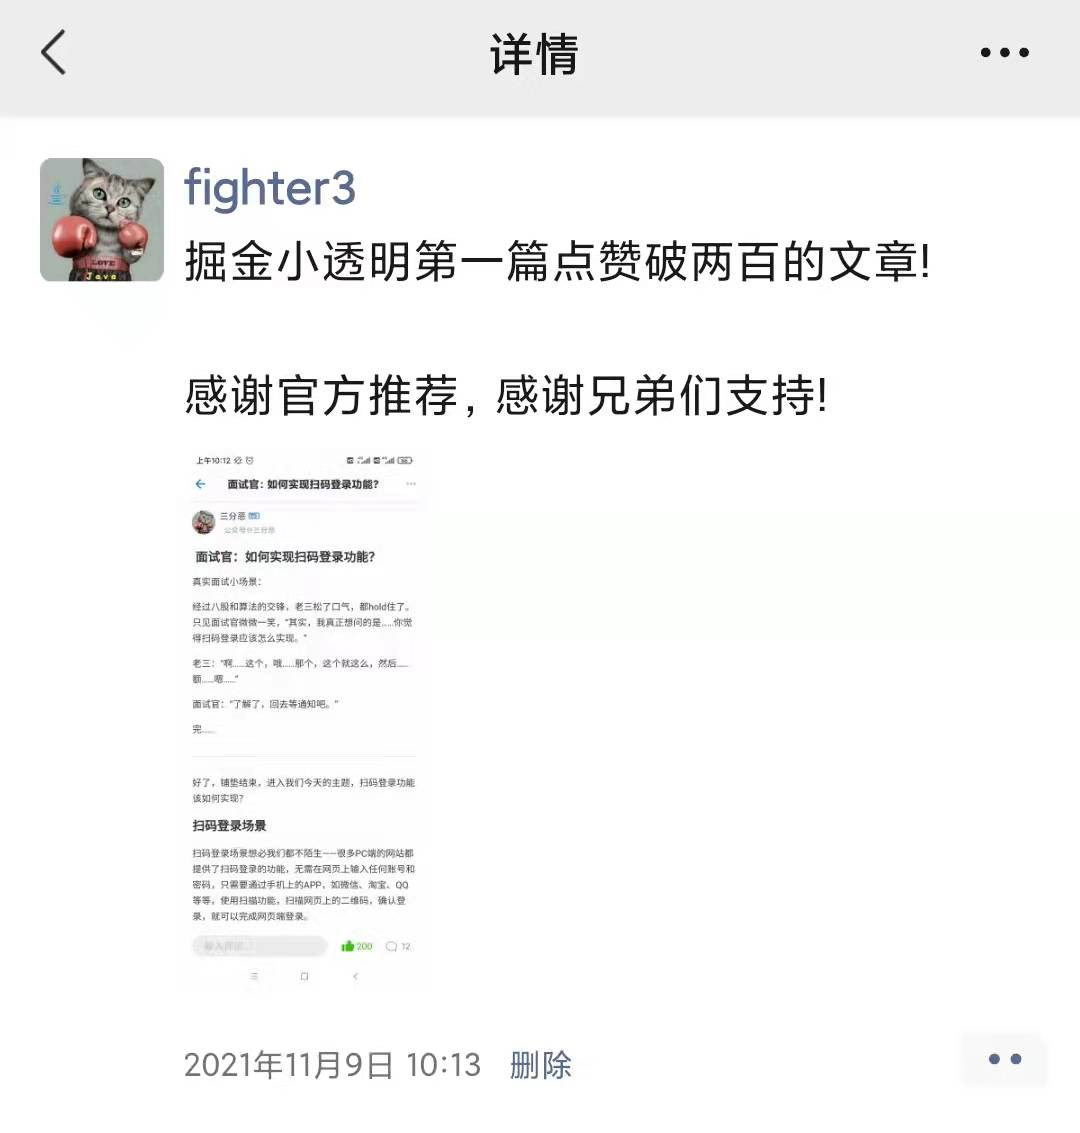 详情
fighter3
LOVE
Java
掘金小透明第一篇点赞破两百的文章!
感谢官方推荐, 感谢兄弟们支持!
上午10:12
面试官：如何实现扫码登录功能?
三分恶
面试官：如何实现扫码登录功能?
真实面试小场景：
经过八股和算法的交锋，老三松了口气，都hold住了。
只见面试官微微一笑，“其实，我真正想问的是……你觉
得扫码登录应该怎么实现。”
老三：“啊……这个，哦……那个，这个就这么，然后……
额……嗯……”
面试官：“了解了，回去等通知吧。”
完……
好了，铺垫结束，进入我们今天的主题，扫码登录功能
该如何实现?
扫码登录场景
扫码登录场景想必我们都不陌生——很多PC端的网站都
提供了扫码登录的功能，无需在网页上输入任何账号和
密码，只需要通过手机上的APP，如微信、淘宝、QQ
等等，使用扫描功能，扫描网页上的二维码，确认登
录，就可以完成网页端登录。
200 12
2021年11月9日 10:13 删除